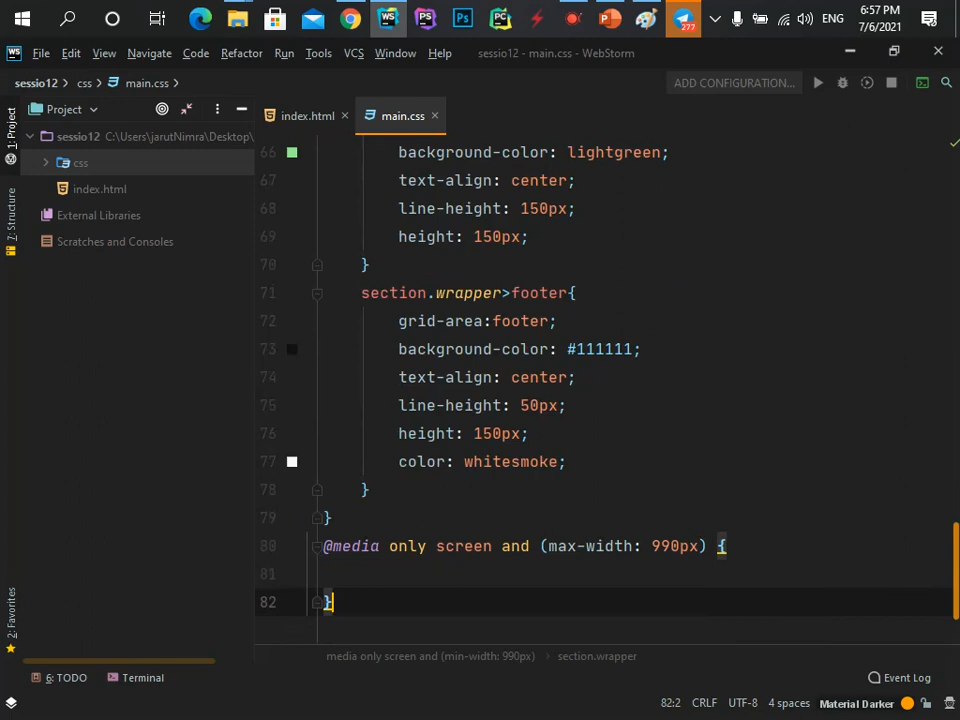 WS PS Ps PC 277 ENG 6:57 PM
7/6/2021
WS File Edit View Navigate Code Refactor Run Tools VCS Window Help sessio12 - main.css - WebStorm
sessio12 css main.css ADD CONFIGURATION...
1: Project
7: Structure
2: Favorites
Project
sessio12 C:\Users\jarutNimra\Desktop\
css
index.html
External Libraries
Scratches and Consoles
index.html main.css
66 background-color: lightgreen;
67 text-align: center;
68 line-height: 150px;
69 height: 150px;
70 }
71 section.wrapper>footer{
72 grid-area:footer;
73 background-color: #111111;
74 text-align: center;
75 line-height: 50px;
76 height: 150px;
77 color: whitesmoke;
78 }
79 }
80 @media only screen and (max-width: 990px) {
81
82 }
media only screen and (min-width: 990px) section.wrapper
6: TODO Terminal Event Log
82:2 CRLF UTF-8 4 spaces Material Darker